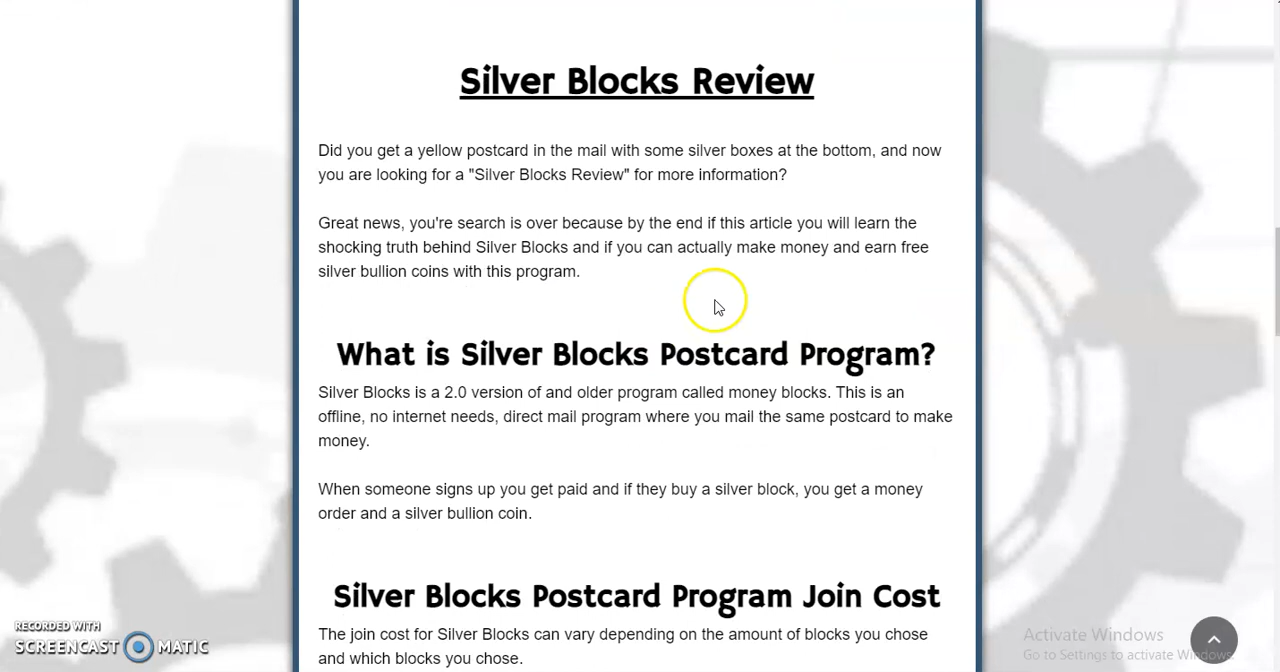 Silver Blocks Review
Did you get a yellow postcard in the mail with some silver boxes at the bottom, and now
you are looking for a "Silver Blocks Review" for more information?
Great news, you're search is over because by the end if this article you will learn the
shocking truth behind Silver Blocks and if you can actually make money and earn free
silver bullion coins with this program.
What is Silver Blocks Postcard Program?
Silver Blocks is a 2.0 version of and older program called money blocks. This is an
offline, no internet needs, direct mail program where you mail the same postcard to make
money.
When someone signs up you get paid and if they buy a silver block, you get a money
order and a silver bullion coin.
Silver Blocks Postcard Program Join Cost
The join cost for Silver Blocks can vary depending on the amount of blocks you chose
and which blocks you chose.
RECORDED WITH
SCREENCAST MATIC
Activate Windows
Go to Settings to activate Windows.